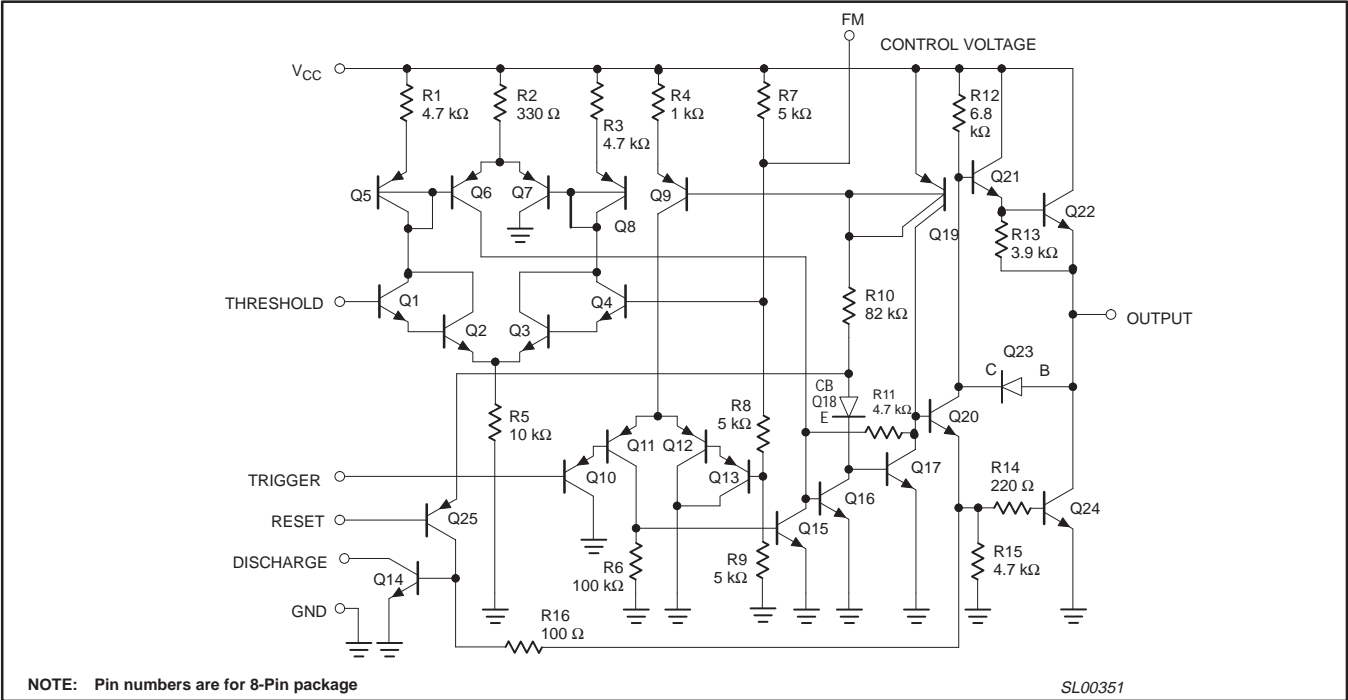 FM
CONTROL VOLTAGE
VCC
R1
4.7 kΩ
R2
330 Ω
R3
4.7 kΩ
R4
1 kΩ
R7
5 kΩ
R12
6.8
kΩ
Q5
Q6
Q7
Q8
Q9
Q19
Q21
Q22
R13
3.9 kΩ
THRESHOLD
Q1
Q2
Q3
Q4
R10
82 kΩ
OUTPUT
Q23
C
B
CB
Q18
E
R11
4.7 kΩ
Q20
R5
10 kΩ
R8
5 kΩ
Q11
Q12
Q10
Q13
TRIGGER
Q17
Q16
R14
220 Ω
Q24
RESET
Q25
Q15
DISCHARGE
Q14
R6
100 kΩ
R9
5 kΩ
R15
4.7 kΩ
GND
R16
100 Ω
NOTE: Pin numbers are for 8-Pin package
SL00351